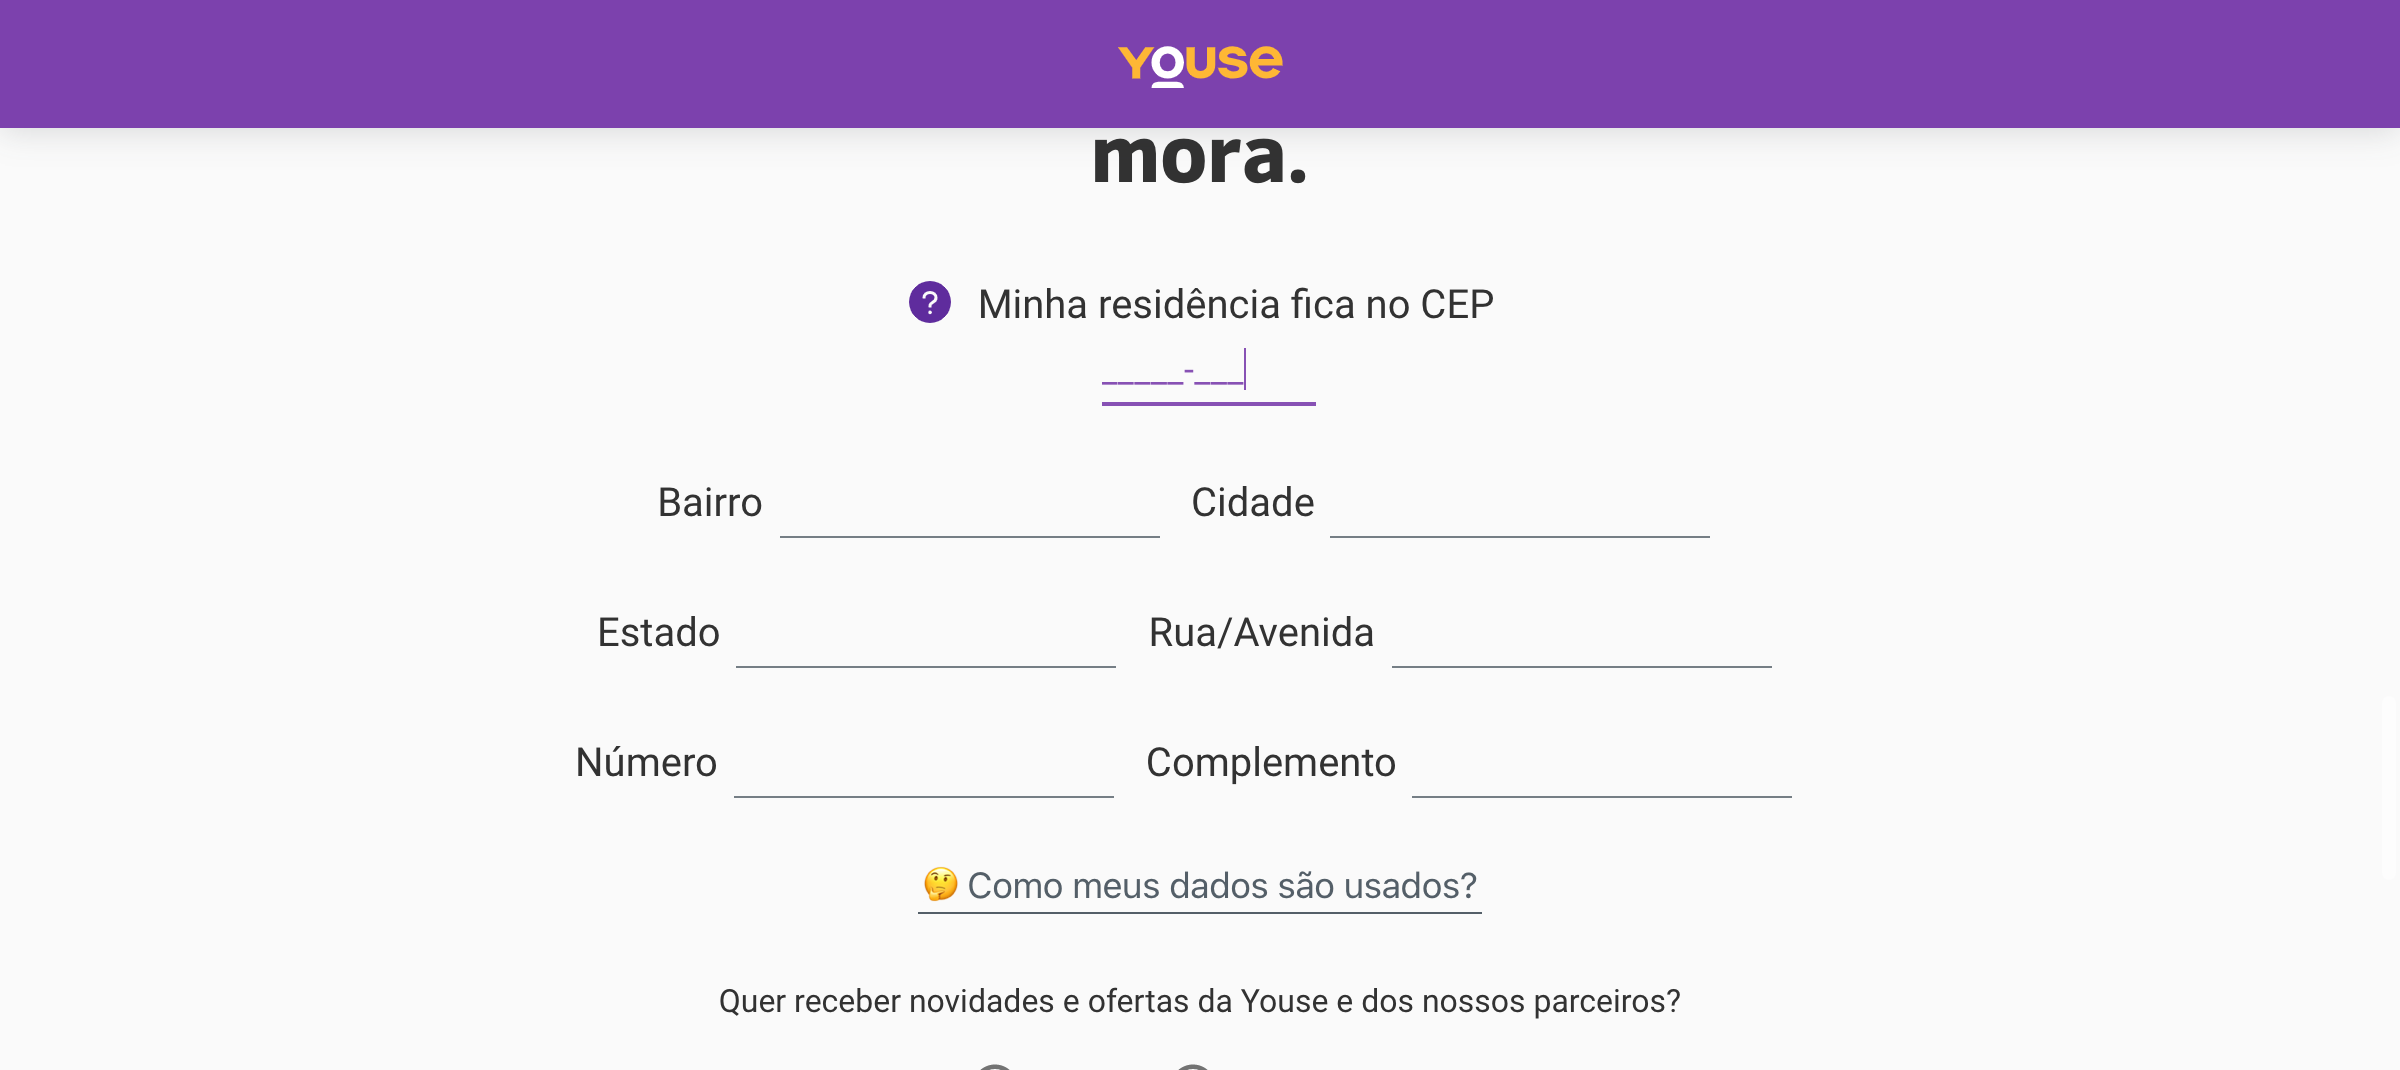 youse
mora.
? Minha residência fica no CEP
_____-___
Bairro Cidade
Estado Rua/Avenida
Número Complemento
🤔 Como meus dados são usados?
Quer receber novidades e ofertas da Youse e dos nossos parceiros?